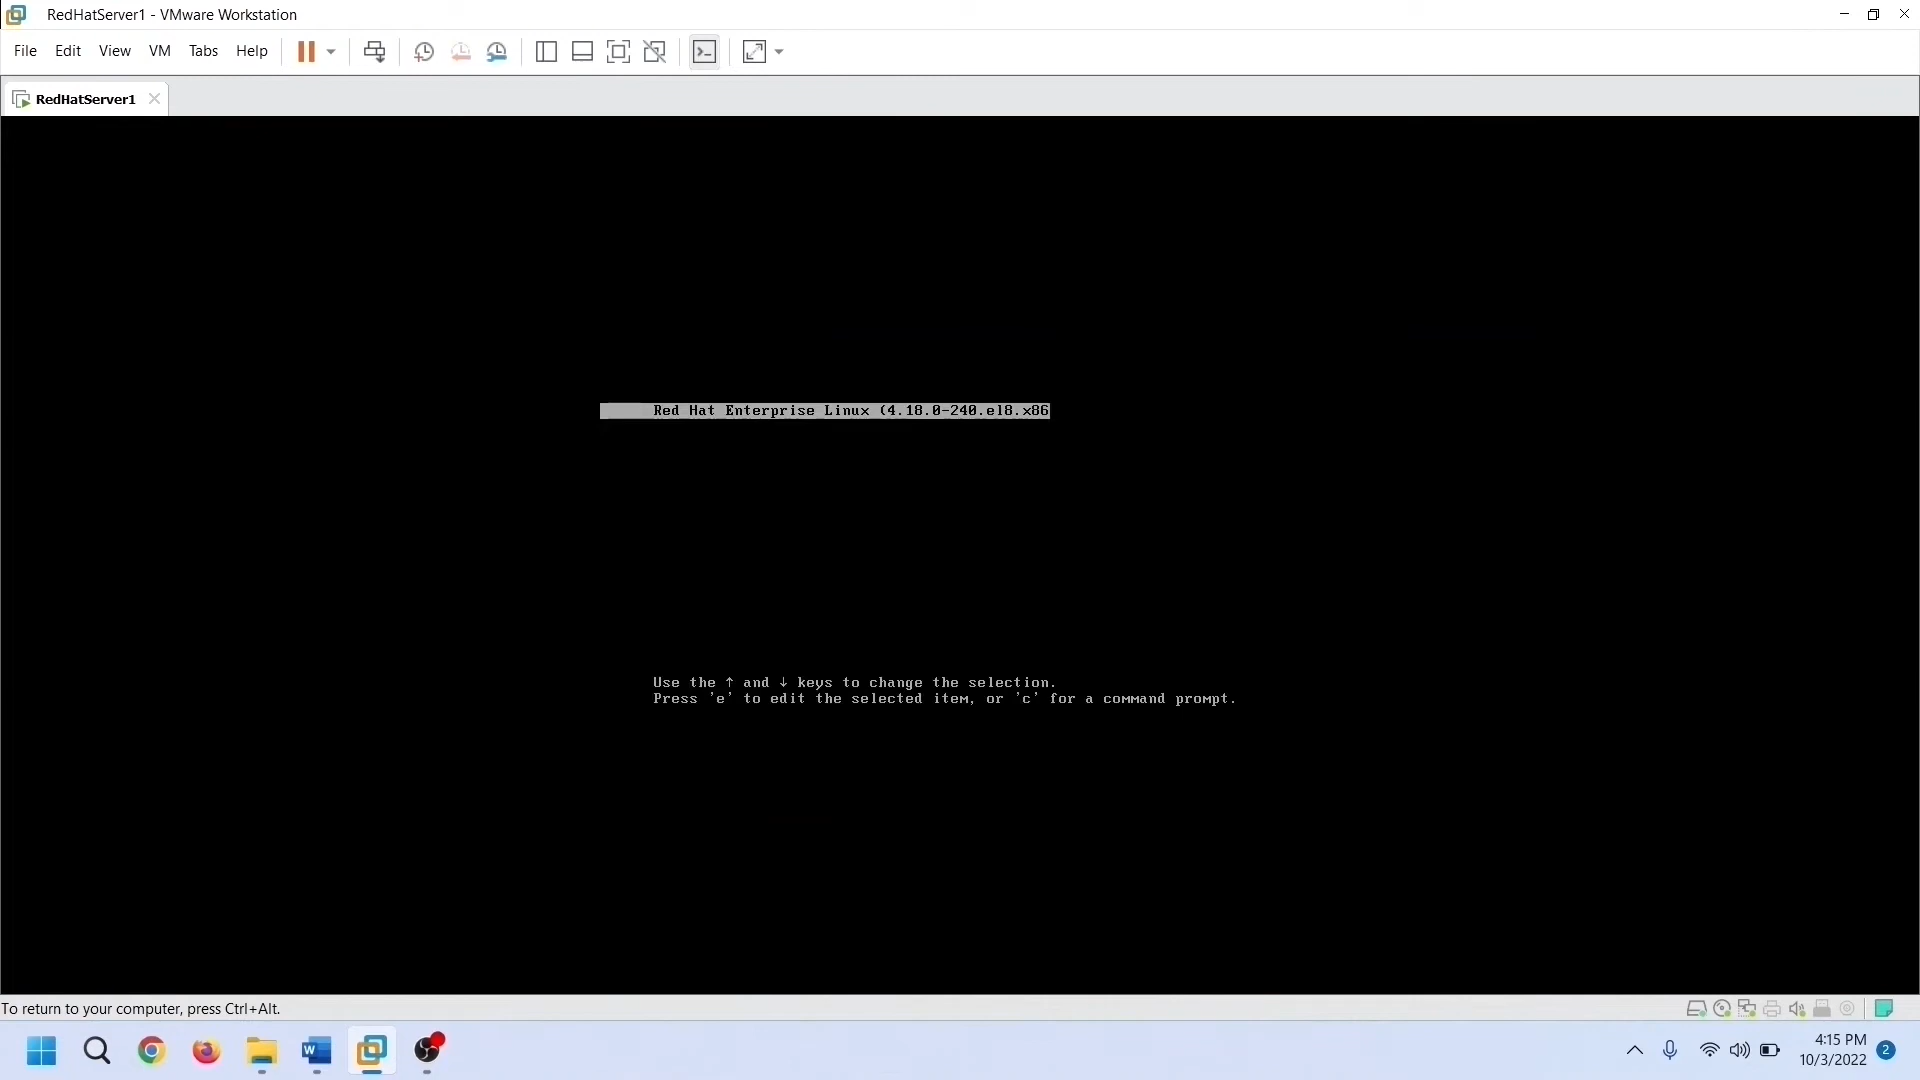 RedHatServer1 - VMware Workstation
File Edit View VM Tabs Help
RedHatServer1
Red Hat Enterprise Linux (4.18.0-240.el8.x86
Use the ↑ and ↓ keys to change the selection.
Press 'e' to edit the selected item, or 'c' for a command prompt.
To return to your computer, press Ctrl+Alt.
4:15 PM
10/3/2022
2